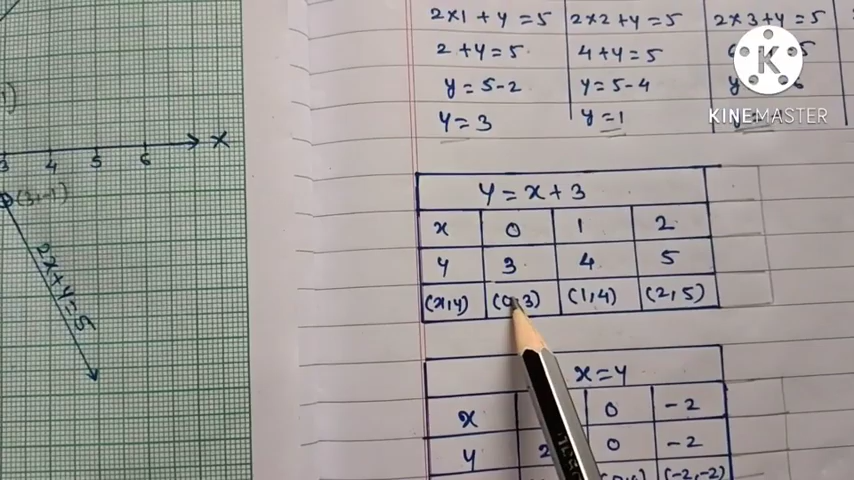 2×1+y=5 2×2+y=5 2×3+y=5
2+y=5 4+y=5
y=5-2 y=5-4
y=3 y=1
K
KINEMASTER
x
3 4 5 6
(3,-1)
2x+y=5
y=x+3
x 0 1 2
y 3 4 5
(x,y) (0,3) (1,4) (2,5)
x=y
x 0 -2
y 2 0 -2
(-2,-2)